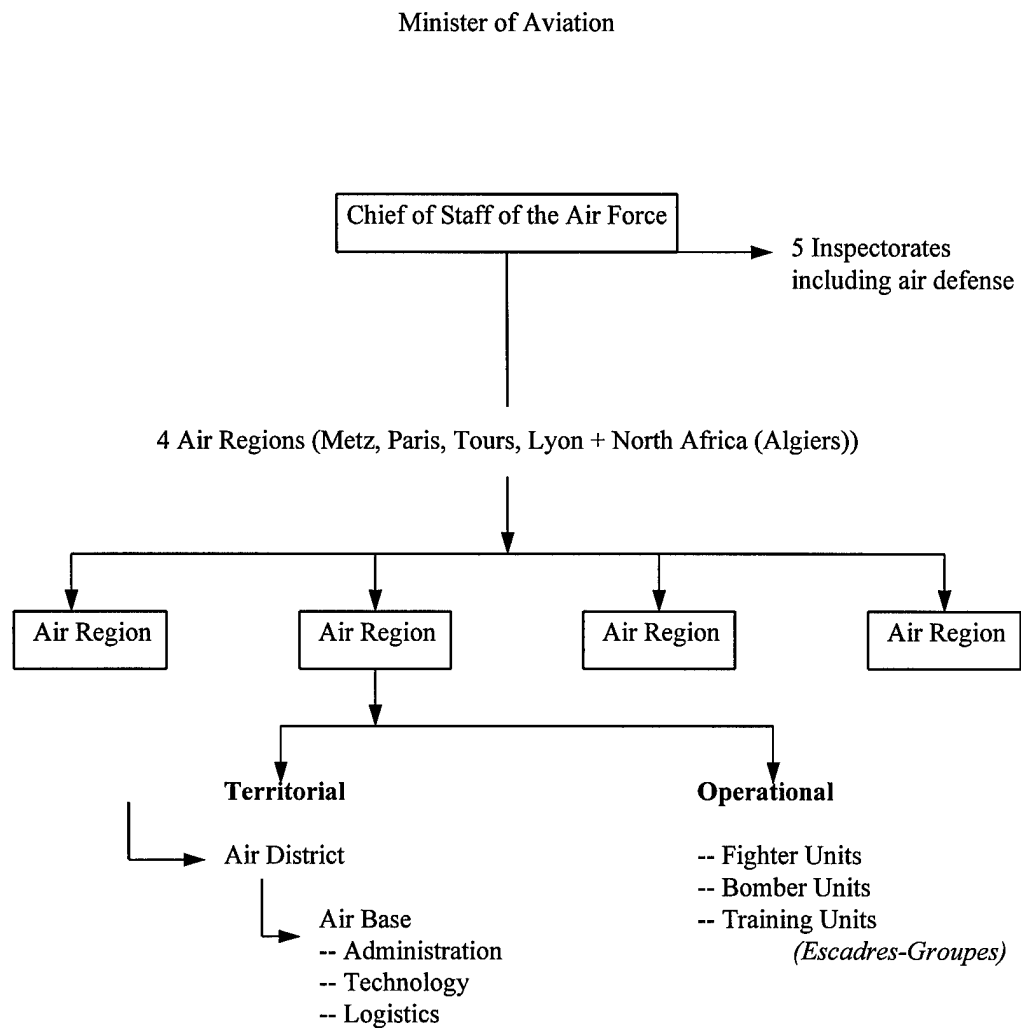 Minister of Aviation
Chief of Staff of the Air Force
5 Inspectorates
including air defense
4 Air Regions (Metz, Paris, Tours, Lyon + North Africa (Algiers))
Air Region
Air Region
Air Region
Air Region
Territorial
Operational
Air District
-- Fighter Units
-- Bomber Units
-- Training Units
(Escadres-Groupes)
Air Base
-- Administration
-- Technology
-- Logistics